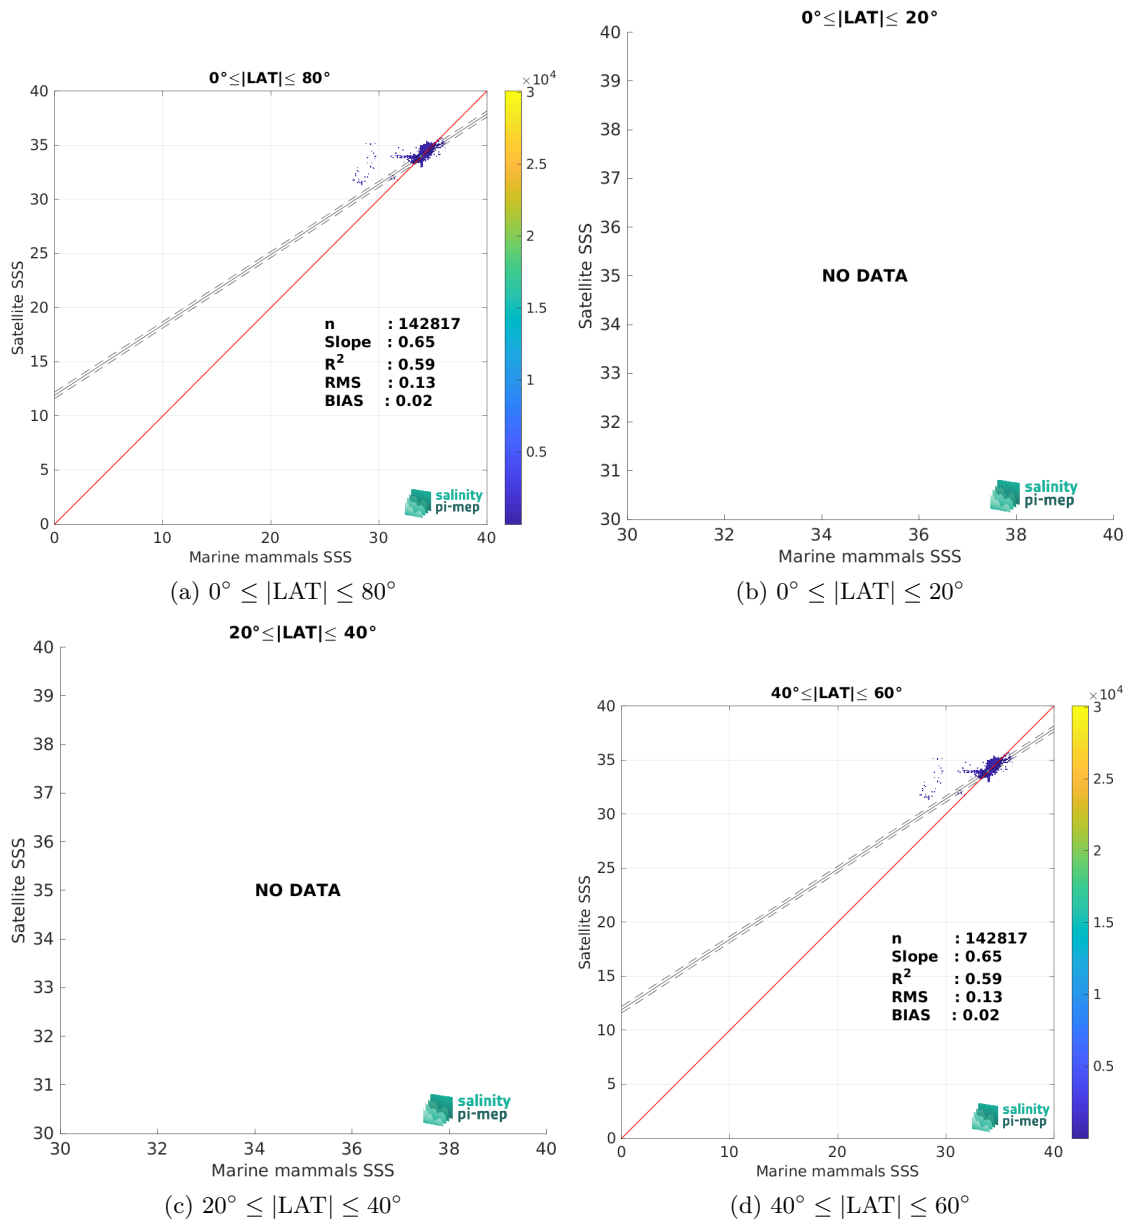 0°≤|LAT|≤ 80°
×10⁴
40
35
30
25
20
15
10
5
0
Satellite SSS
n : 142817
Slope : 0.65
R² : 0.59
RMS : 0.13
BIAS : 0.02
salinity
pi-mep
0 10 20 30 40
Marine mammals SSS
3
2.5
2
1.5
1
0.5
(a) 0° ≤ |LAT| ≤ 80°
0°≤|LAT|≤ 20°
40
39
38
37
36
35
34
33
32
31
30
Satellite SSS
NO DATA
salinity
pi-mep
30 32 34 36 38 40
Marine mammals SSS
(b) 0° ≤ |LAT| ≤ 20°
20°≤|LAT|≤ 40°
40
39
38
37
36
35
34
33
32
31
30
Satellite SSS
NO DATA
salinity
pi-mep
30 32 34 36 38 40
Marine mammals SSS
(c) 20° ≤ |LAT| ≤ 40°
40°≤|LAT|≤ 60°
×10⁴
40
35
30
25
20
15
10
5
0
Satellite SSS
n : 142817
Slope : 0.65
R² : 0.59
RMS : 0.13
BIAS : 0.02
salinity
pi-mep
0 10 20 30 40
Marine mammals SSS
3
2.5
2
1.5
1
0.5
(d) 40° ≤ |LAT| ≤ 60°